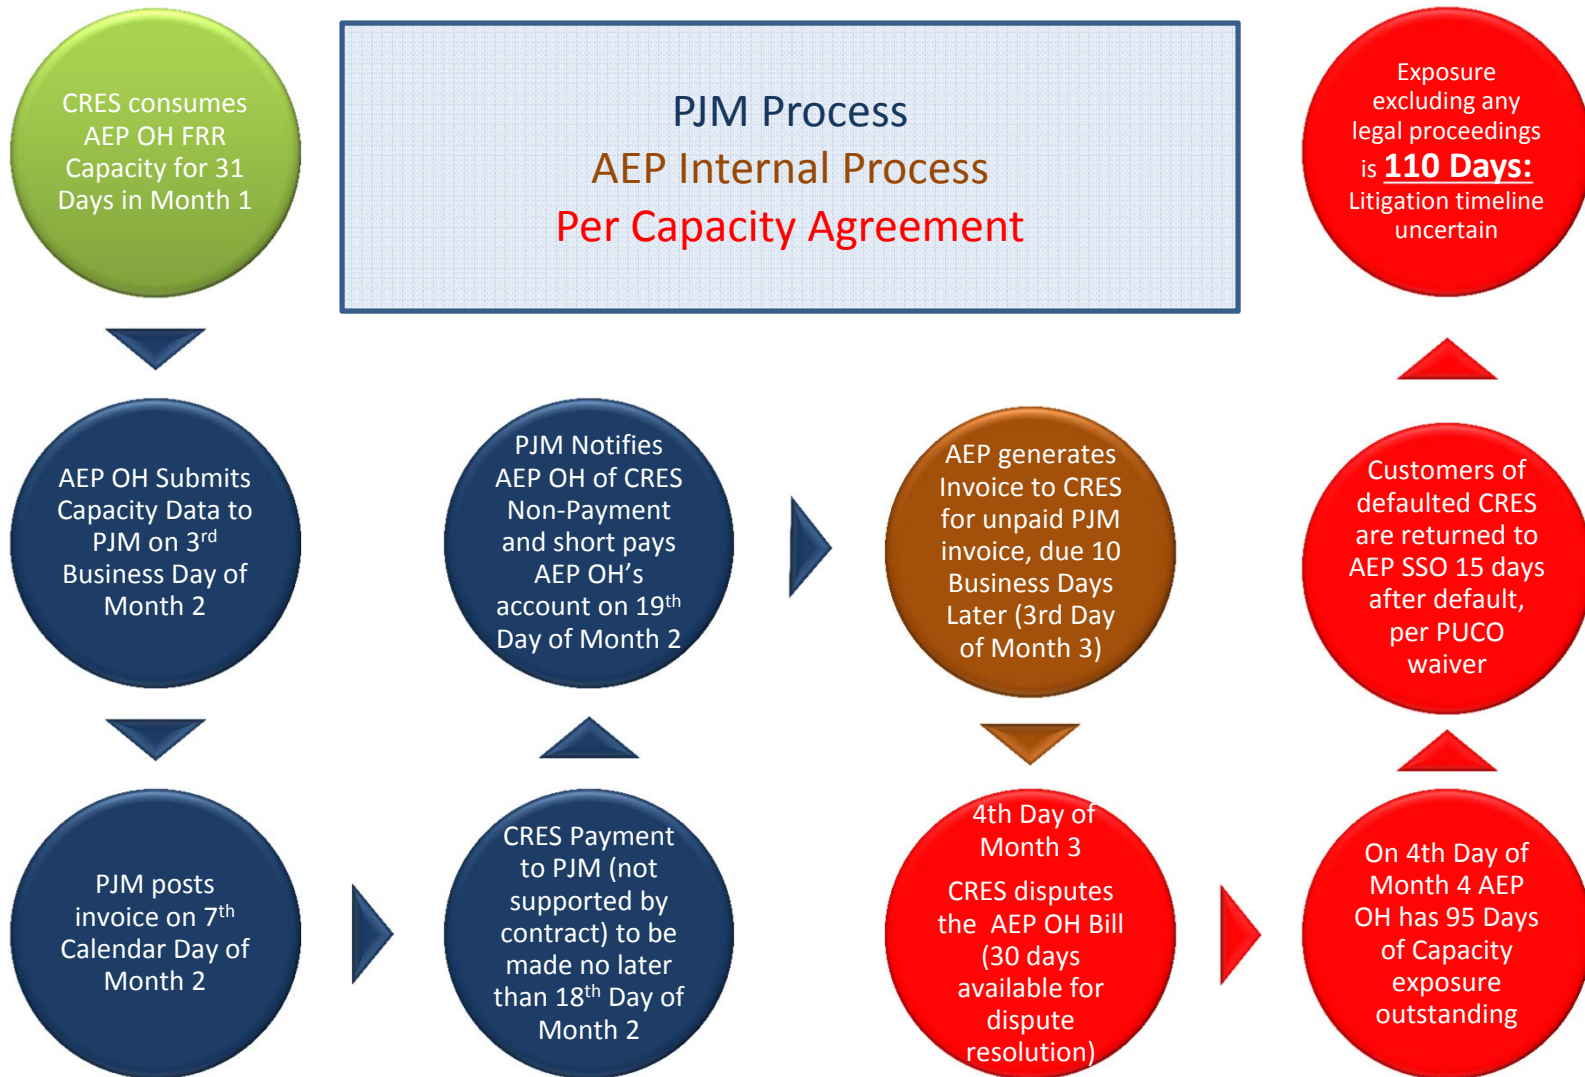 CRES consumes
AEP OH FRR
Capacity for 31
Days in Month 1
PJM Process
AEP Internal Process
Per Capacity Agreement
AEP OH Submits
Capacity Data to
PJM on 3rd
Business Day of
Month 2
PJM posts
invoice on 7th
Calendar Day of
Month 2
CRES Payment
to PJM (not
supported by
contract) to be
made no later
than 18th Day of
Month 2
PJM Notifies
AEP OH of CRES
Non-Payment
and short pays
AEP OH’s
account on 19th
Day of Month 2
AEP generates
Invoice to CRES
for unpaid PJM
invoice, due 10
Business Days
Later (3rd Day
of Month 3)
4th Day of
Month 3
CRES disputes
the AEP OH Bill
(30 days
available for
dispute
resolution)
On 4th Day of
Month 4 AEP
OH has 95 Days
of Capacity
exposure
outstanding
Customers of
defaulted CRES
are returned to
AEP SSO 15 days
after default,
per PUCO
waiver
Exposure
excluding any
legal proceedings
is 110 Days:
Litigation timeline
uncertain